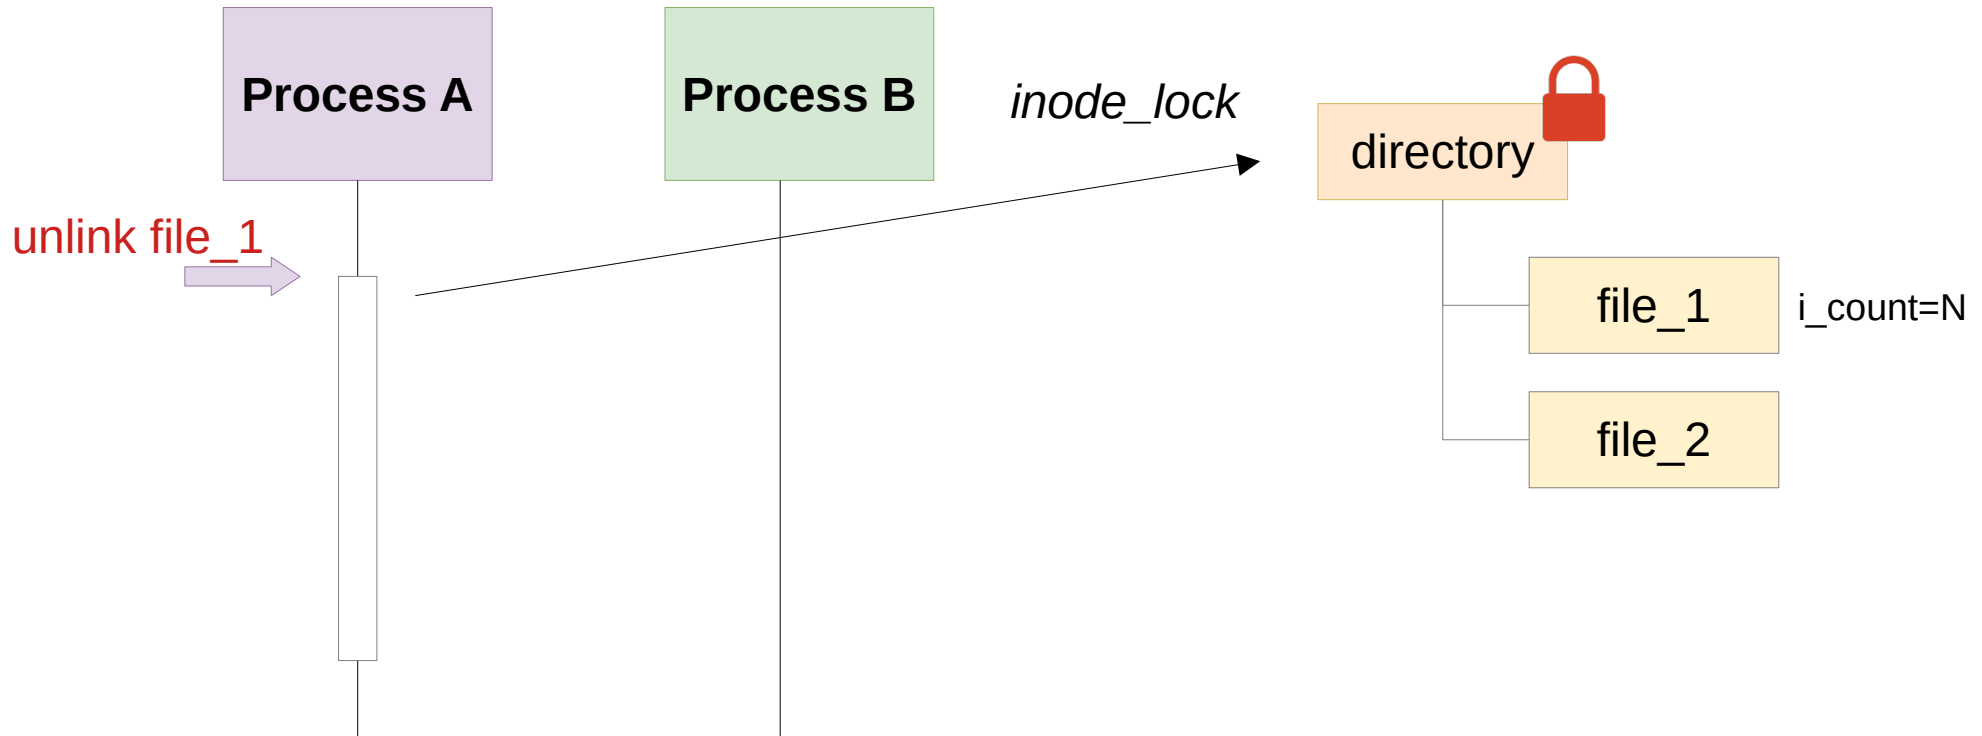 Process A
Process B
inode_lock
directory
unlink file_1
file_1
i_count=N
file_2